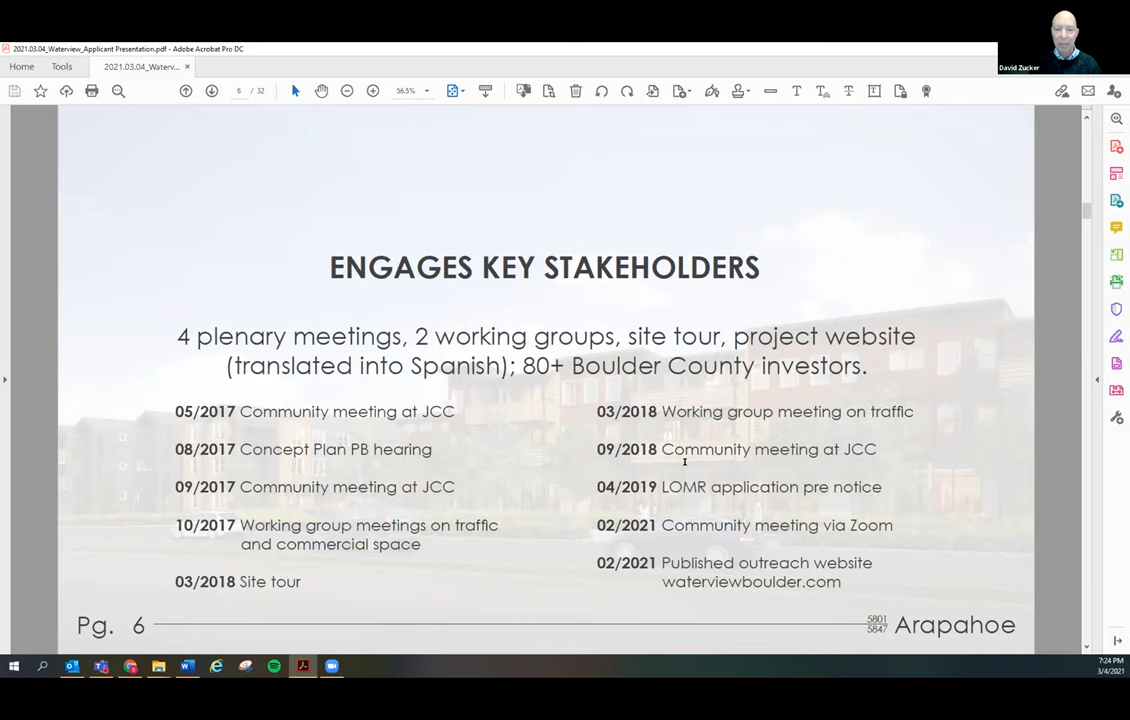 2021.03.04_Waterview_Applicant Presentation.pdf - Adobe Acrobat Pro DC
David Zucker
Home Tools 2021.03.04_Waterv... ×
6 / 32 56.5%
ENGAGES KEY STAKEHOLDERS
4 plenary meetings, 2 working groups, site tour, project website
(translated into Spanish); 80+ Boulder County investors.
05/2017 Community meeting at JCC
08/2017 Concept Plan PB hearing
09/2017 Community meeting at JCC
10/2017 Working group meetings on traffic
and commercial space
03/2018 Site tour
03/2018 Working group meeting on traffic
09/2018 Community meeting at JCC
04/2019 LOMR application pre notice
02/2021 Community meeting via Zoom
02/2021 Published outreach website
waterviewboulder.com
Pg. 6
5801
5847
Arapahoe
7:24 PM
3/4/2021